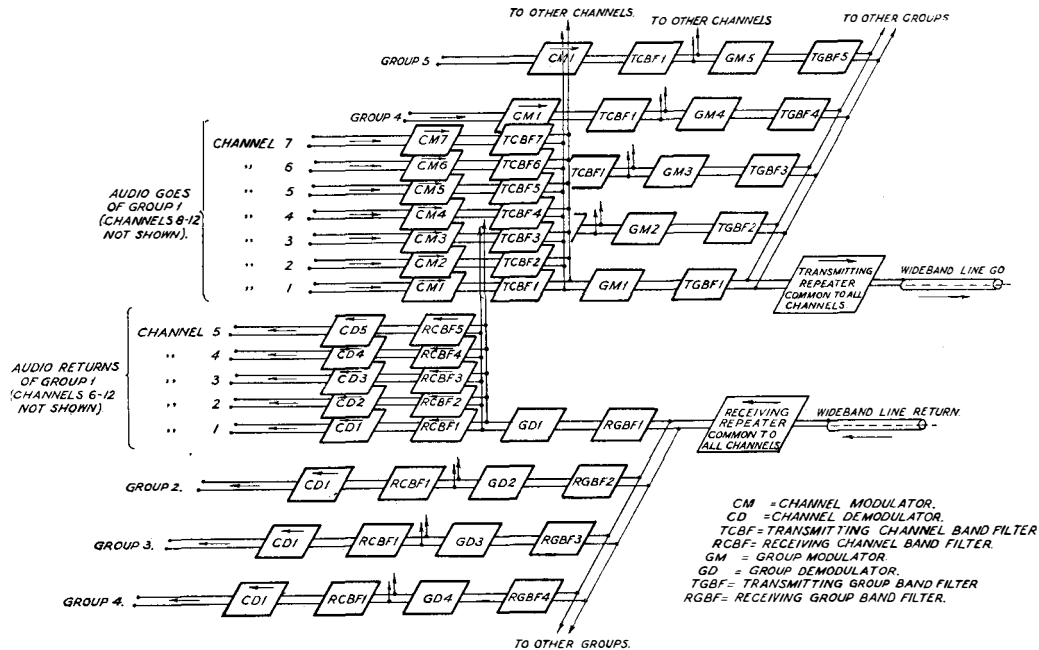 TO OTHER CHANNELS.
TO OTHER CHANNELS
TO OTHER GROUPS
GROUP 5 CM1 TCBF1 GM5 TGBF5
GROUP 4 CM1 TCBF1 GM4 TGBF4
CHANNEL 7 CM7 TCBF7
" 6 CM6 TCBF6 TCBF1 GM3 TGBF3
" 5 CM5 TCBF5
" 4 CM4 TCBF4 GM2 TGBF2
" 3 CM3 TCBF3
" 2 CM2 TCBF2
" 1 CM1 TCBF1 GM1 TGBF1
AUDIO GOES
OF GROUP 1
(CHANNELS 8-12
NOT SHOWN).
TRANSMITTING
REPEATER
COMMON TO ALL
CHANNELS.
WIDEBAND LINE GO
CHANNEL 5 CD5 RCBF5
" 4 CD4 RCBF4
" 3 CD3 RCBF3
" 2 CD2 RCBF2
" 1 CD1 RCBF1 GD1 RGBF1
AUDIO RETURNS
OF GROUP 1
(CHANNELS 6-12
NOT SHOWN)
RECEIVING
REPEATER
COMMON TO
ALL CHANNELS
WIDEBAND LINE RETURN.
GROUP 2. CD1 RCBF1 GD2 RGBF2
GROUP 3. CD1 RCBF1 GD3 RGBF3
GROUP 4. CD1 RCBF1 GD4 RGBF4
TO OTHER GROUPS.
CM = CHANNEL MODULATOR.
CD = CHANNEL DEMODULATOR.
TCBF = TRANSMITTING CHANNEL BAND FILTER
RCBF = RECEIVING CHANNEL BAND FILTER.
GM = GROUP MODULATOR.
GD = GROUP DEMODULATOR.
TGBF = TRANSMITTING GROUP BAND FILTER
RGBF = RECEIVING GROUP BAND FILTER.